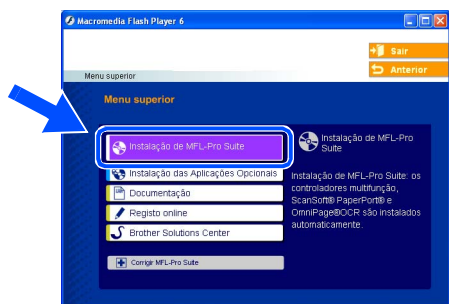 Macromedia Flash Player 6
Sair
Anterior
Menu superior
Menu superior
Instalação de MFL-Pro Suite
Instalação das Aplicações Opcionais
Documentação
Registo online
Brother Solutions Center
Corrigir MFL-Pro Suite
Instalação de MFL-Pro
Suite
Instalação de MFL-Pro Suite: os
controladores multifunção,
ScanSoft® PaperPort® e
OmniPage®OCR são instalados
automaticamente.